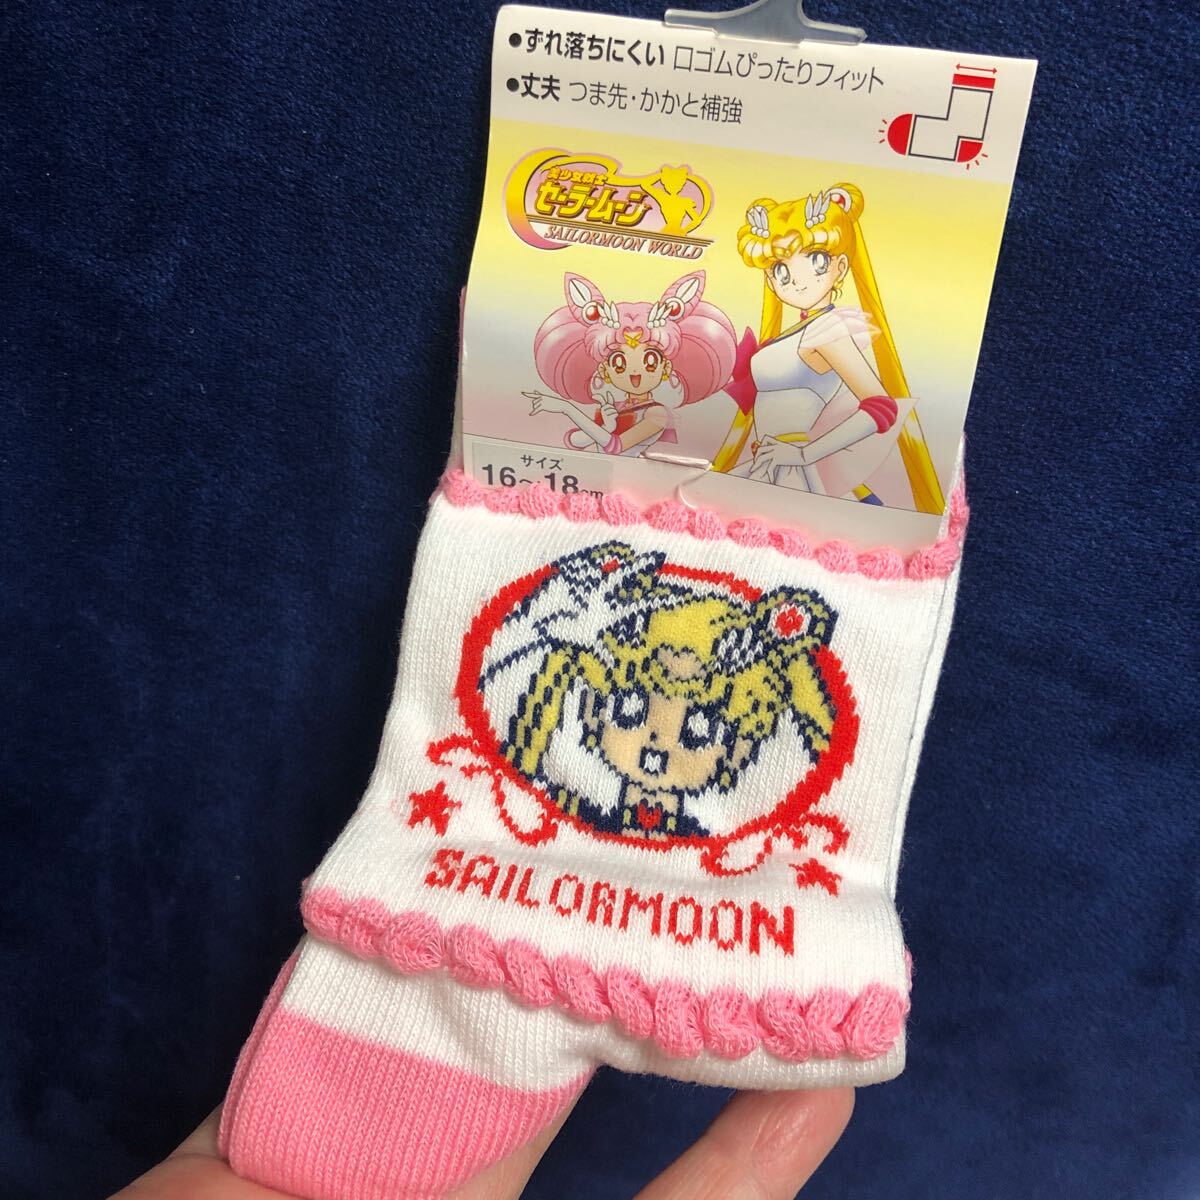 ●ずれ落ちにくい 口ゴムぴったりフィット
●丈夫 つま先・かかと補強
美少女戦士
セーラームーン
SAILORMOON WORLD
サイズ
16～18cm
SAILORMOON